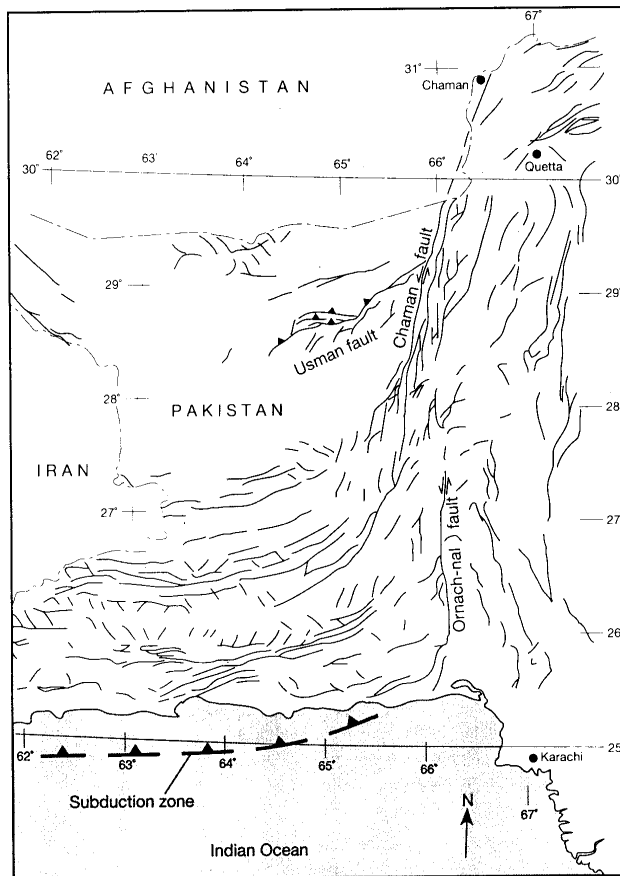 67°
31°
Chaman
AFGHANISTAN
62°
63'
64°
65°
66°
Quetta
30°
30°
Chaman fault
29°
29°
Usman fault
28°
PAKISTAN
28°
IRAN
27°
27°
Ornach-nal ) fault
26°
25°
62°
63°
64°
65°
66°
Karachi
67°
Subduction zone
N
Indian Ocean